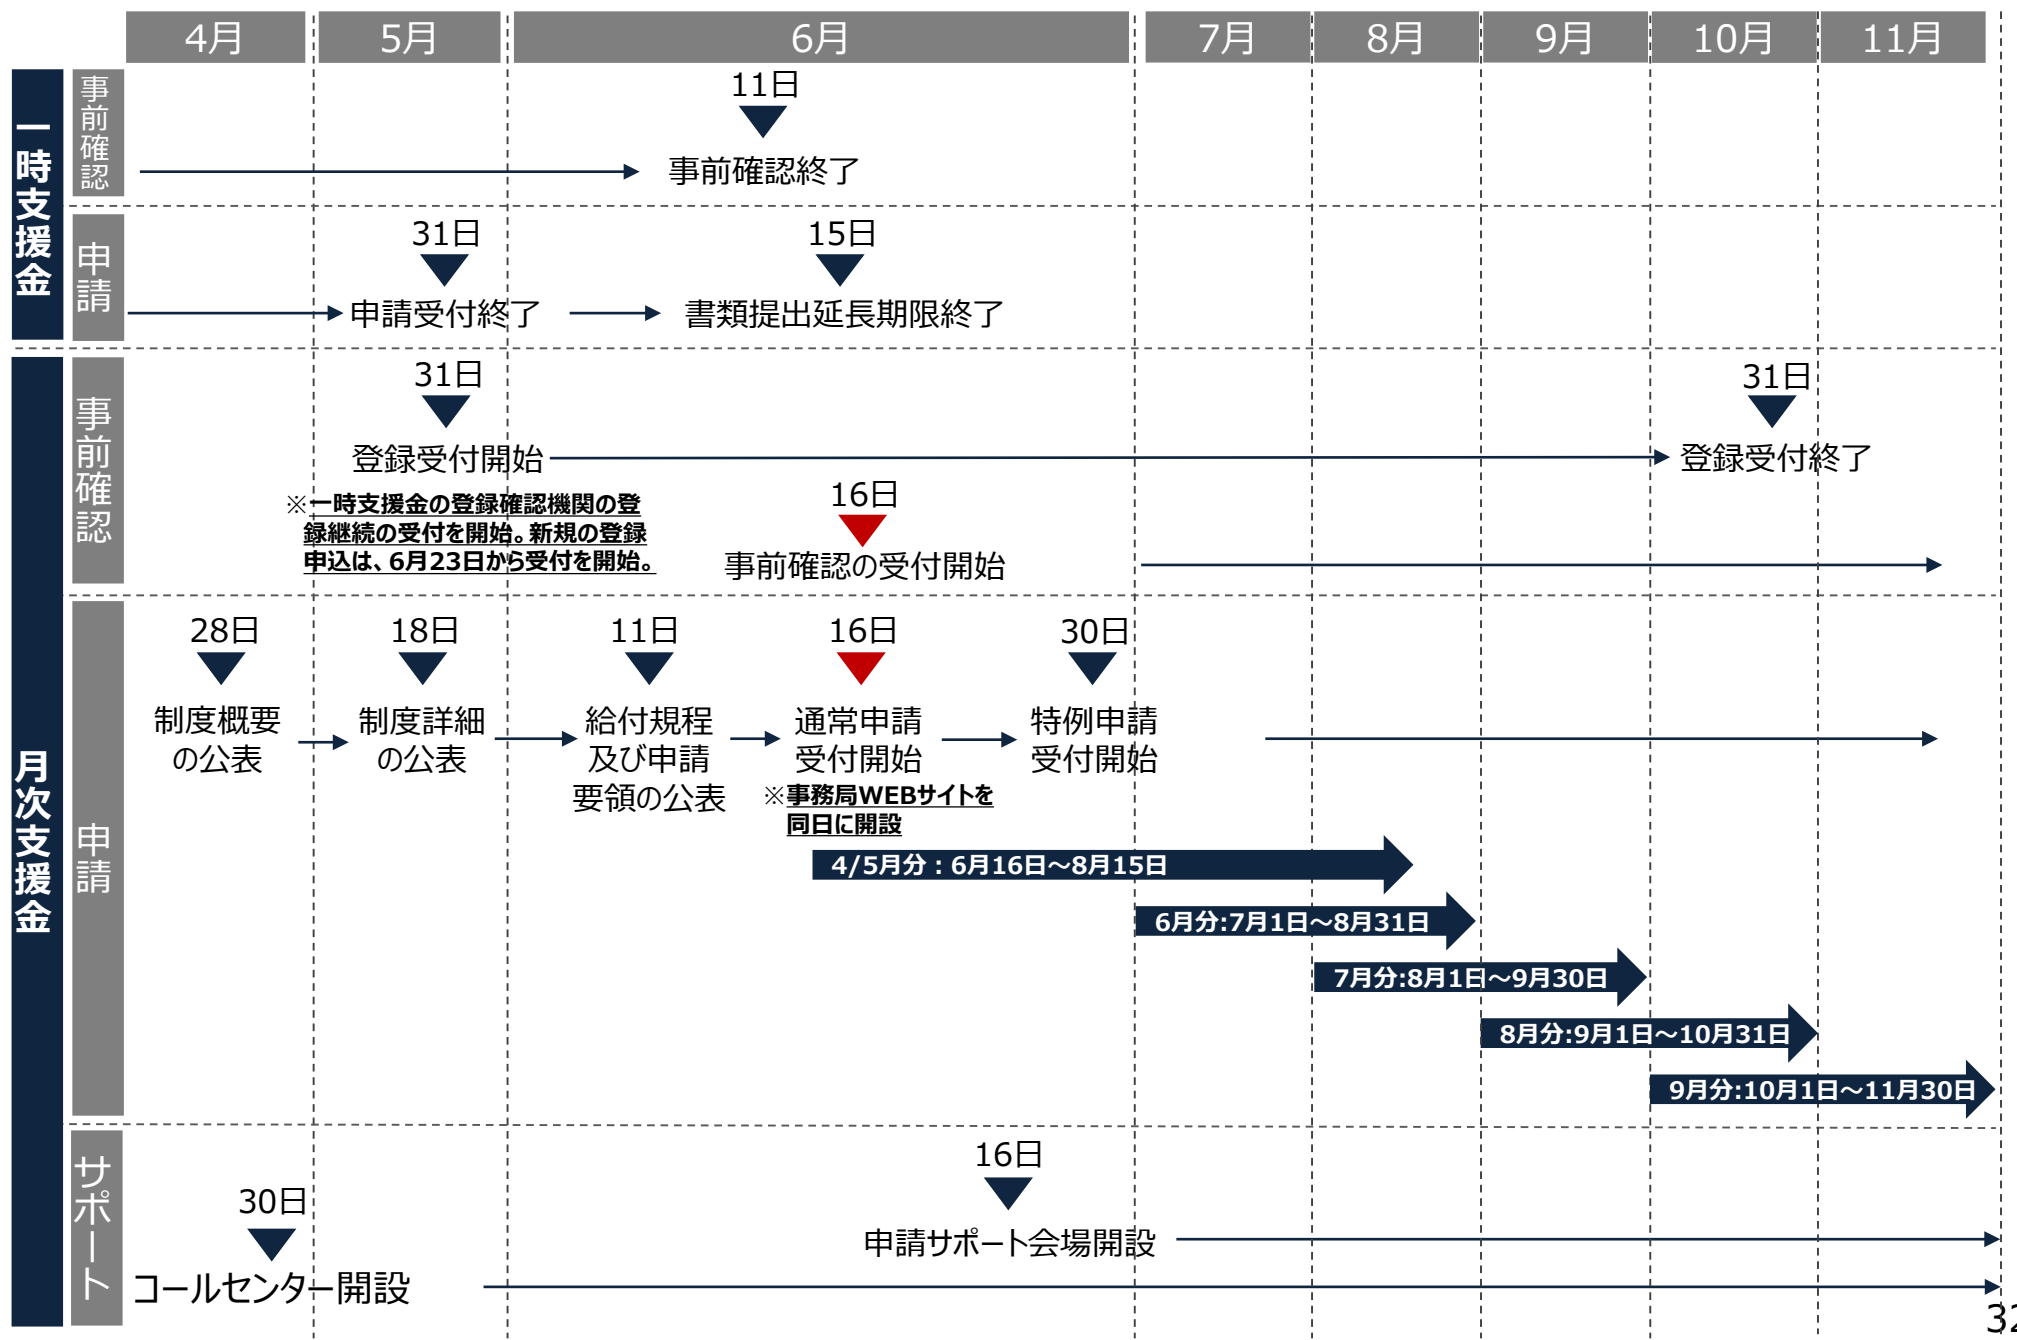 4月
5月
6月
7月
8月
9月
10月
11月
一時支援金
事前確認
11日
事前確認終了
申請
31日
申請受付終了
15日
書類提出延長期限終了
月次支援金
事前確認
31日
登録受付開始
31日
登録受付終了
※一時支援金の登録確認機関の登
録継続の受付を開始。新規の登録
申込は、6月23日から受付を開始。
16日
事前確認の受付開始
申請
28日
制度概要
の公表
18日
制度詳細
の公表
11日
給付規程
及び申請
要領の公表
16日
通常申請
受付開始
※事務局WEBサイトを
同日に開設
30日
特例申請
受付開始
4/5月分：6月16日～8月15日
6月分:7月1日～8月31日
7月分:8月1日～9月30日
8月分:9月1日～10月31日
9月分:10月1日～11月30日
サポート
16日
申請サポート会場開設
30日
コールセンター開設
32